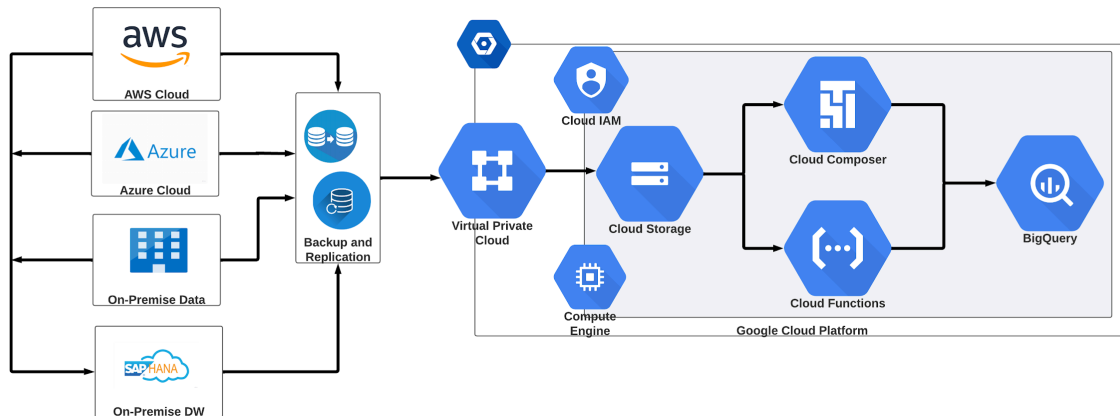 aws
AWS Cloud
Azure
Azure Cloud
On-Premise Data
SAP HANA
On-Premise DW
Backup and
Replication
Virtual Private
Cloud
Cloud IAM
Cloud Storage
Compute
Engine
Cloud Composer
Cloud Functions
BigQuery
Google Cloud Platform